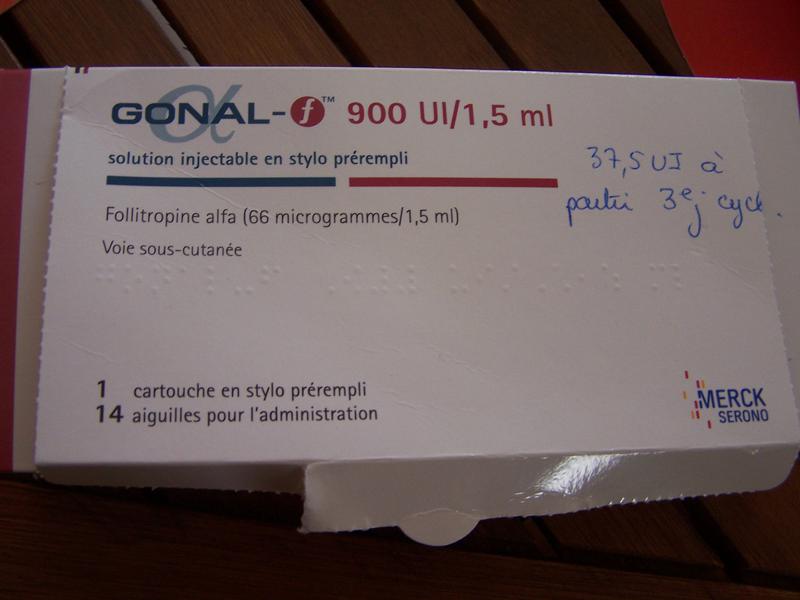 GONAL-f™ 900 UI/1,5 ml
solution injectable en stylo prérempli
Follitropine alfa (66 microgrammes/1,5 ml)
Voie sous-cutanée
37,5 UI à
partir 3e j cycle.
1 cartouche en stylo prérempli
14 aiguilles pour l'administration
MERCK
SERONO